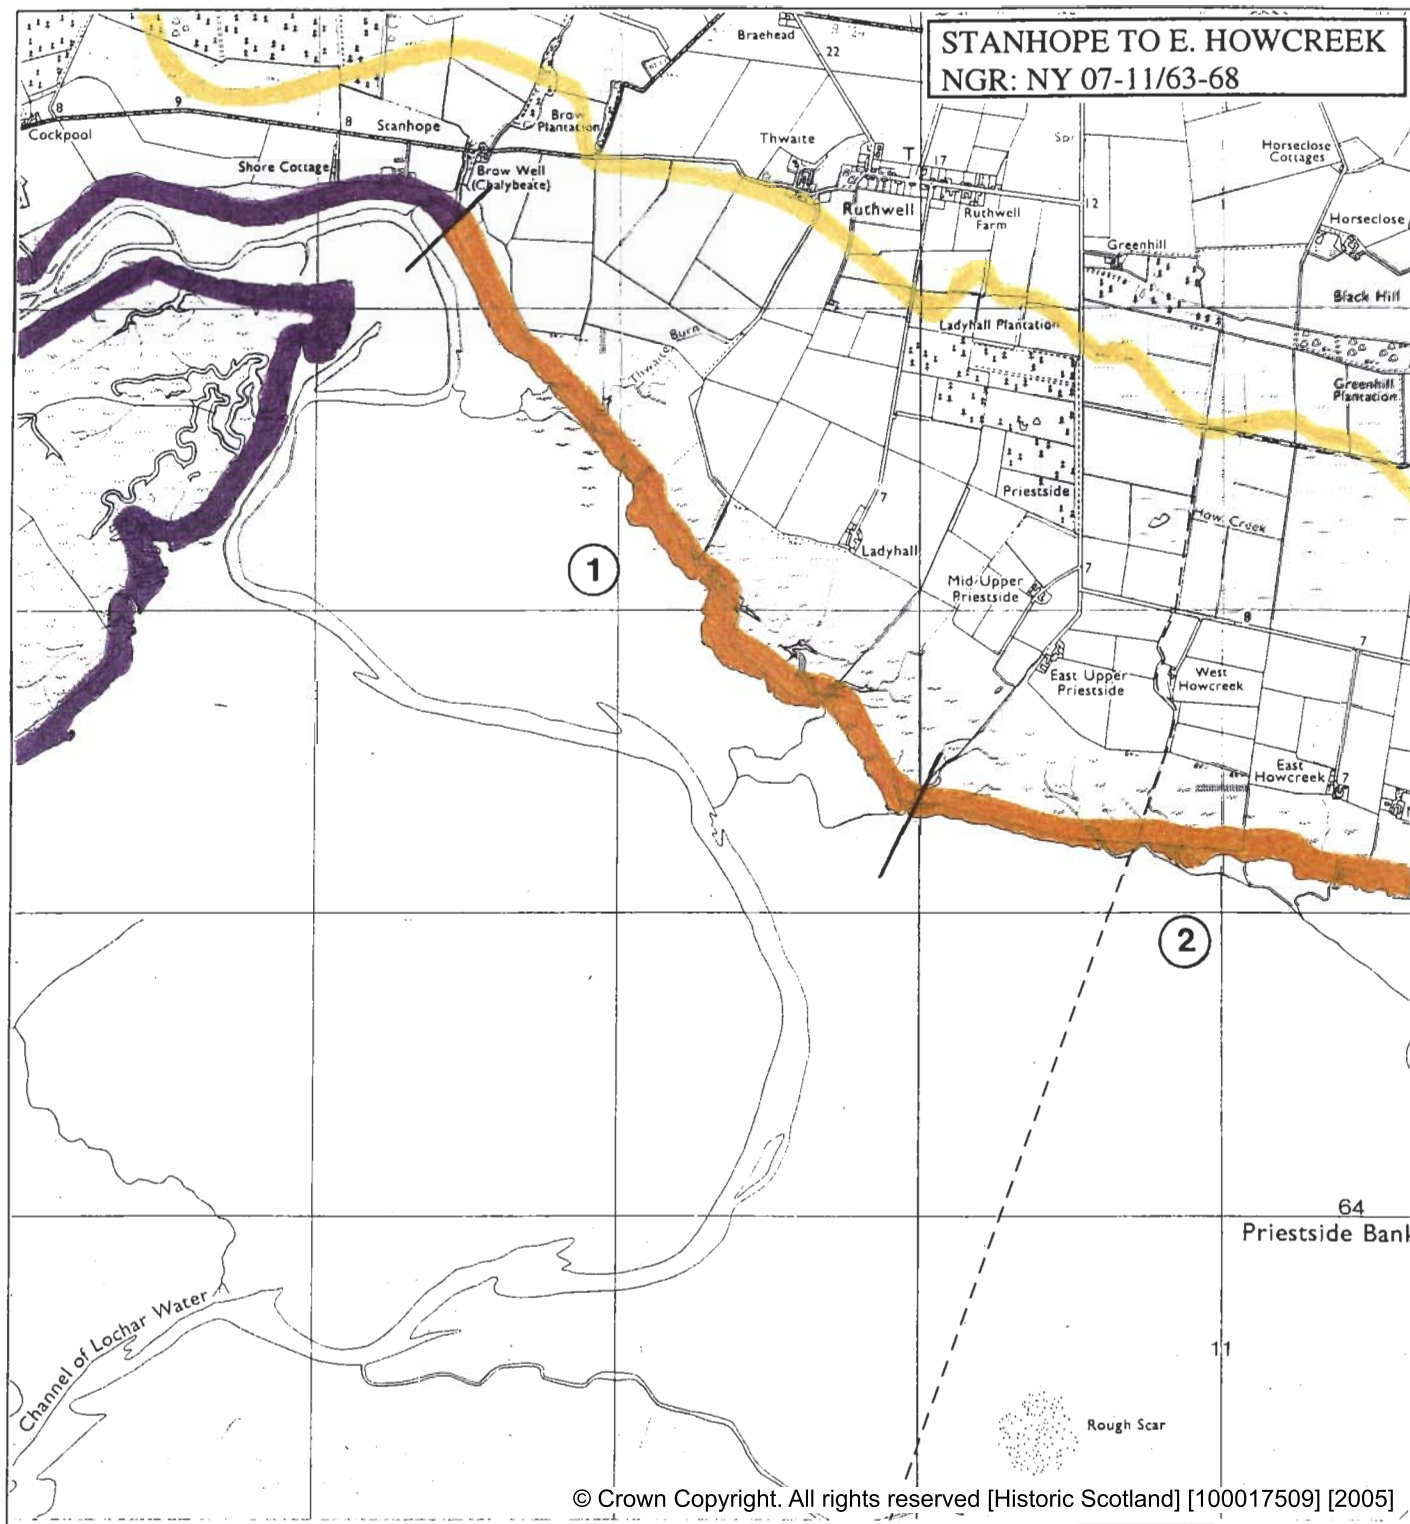 STANHOPE TO E. HOWCREEK
NGR: NY 07-11/63-68
Braehead
22
8
9
8
Cockpool
Stanhope
Brow
Plantation
Shore Cottage
Brow Well
(Chalybeate)
Thwaite
T
17
Ruthwell
Ruthwell
Farm
Spr
12
1
Horseclose
Cottages
Horseclose
Greenhill
Black Hill
Ladyhall Plantation
Thwaite Burn
Greenhill
Plantation
Priestside
7
How Creek
Ladyhall
1
Mid-Upper
Priestside
7
8
7
East Upper
Priestside
West
Howcreek
East
Howcreek
7
2
64
Priestside Bank
Channel of Lochar Water
11
Rough Scar
© Crown Copyright. All rights reserved [Historic Scotland] [100017509] [2005]